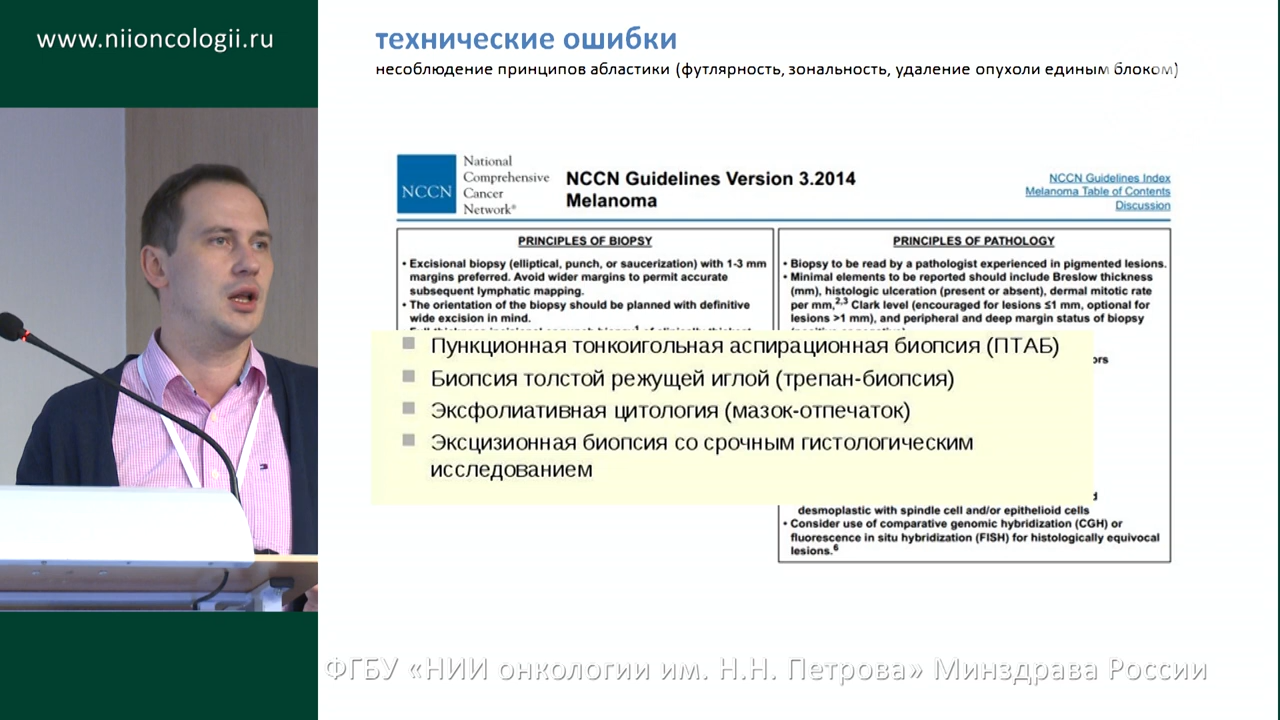 www.niioncologii.ru
технические ошибки
несоблюдение принципов абластики (футлярность, зональность, удаление опухоли единым блоком)
NCCN
National
Comprehensive
Cancer
Network®
NCCN Guidelines Version 3.2014
Melanoma
NCCN Guidelines Index
Melanoma Table of Contents
Discussion
PRINCIPLES OF BIOPSY
• Excisional biopsy (elliptical, punch, or saucerization) with 1-3 mm
margins preferred. Avoid wider margins to permit accurate
subsequent lymphatic mapping.
• The orientation of the biopsy should be planned with definitive
wide excision in mind.
PRINCIPLES OF PATHOLOGY
• Biopsy to be read by a pathologist experienced in pigmented lesions.
• Minimal elements to be reported should include Breslow thickness
(mm), histologic ulceration (present or absent), dermal mitotic rate
per mm,2,3 Clark level (encouraged for lesions ≤1 mm, optional for
lesions >1 mm), and peripheral and deep margin status of biopsy
Пункционная тонкоигольная аспирационная биопсия (ПТАБ)
Биопсия толстой режущей иглой (трепан-биопсия)
Эксфолиативная цитология (мазок-отпечаток)
Эксцизионная биопсия со срочным гистологическим
исследованием
desmoplastic with spindle cell and/or epithelioid cells
• Consider use of comparative genomic hybridization (CGH) or
fluorescence in situ hybridization (FISH) for histologically equivocal
lesions.6
ФГБУ «НИИ онкологии им. Н.Н. Петрова» Минздрава России